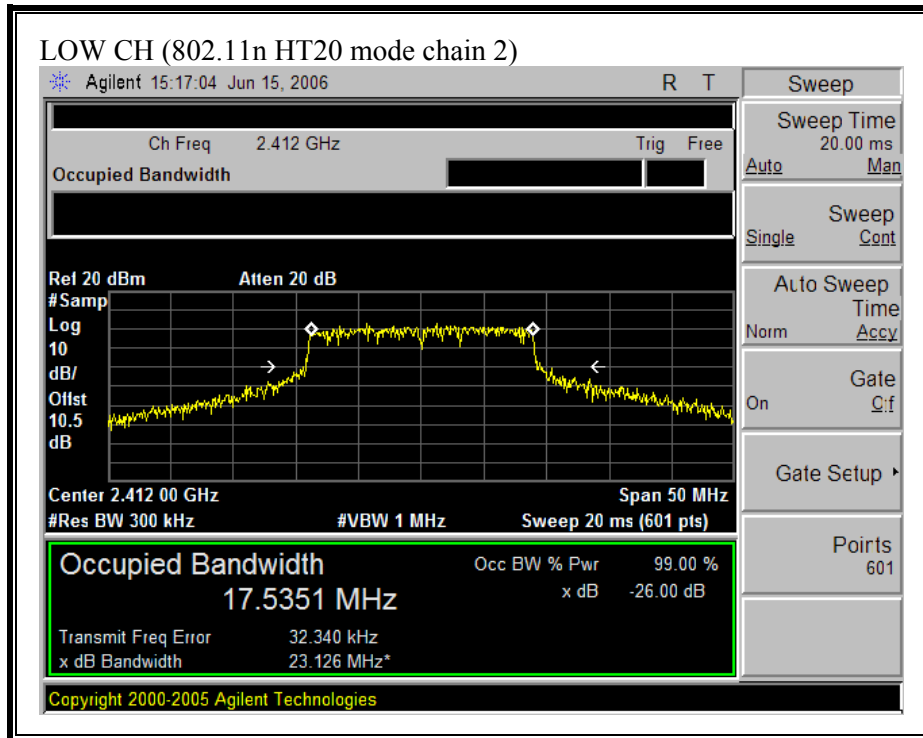 LOW CH (802.11n HT20 mode chain 2)
Agilent 15:17:04 Jun 15, 2006 R T
Sweep
Ch Freq 2.412 GHz Trig Free
Occupied Bandwidth
Sweep Time
20.00 ms
Auto Man
Sweep
Single Cont
Ref 20 dBm Atten 20 dB
#Samp
Log
10
dB/
Offst
10.5
dB
Auto Sweep
Time
Norm Accy
Gate
On Off
Gate Setup
Center 2.412 00 GHz Span 50 MHz
#Res BW 300 kHz #VBW 1 MHz Sweep 20 ms (601 pts)
Points
601
Occupied Bandwidth Occ BW % Pwr 99.00 %
17.5351 MHz x dB -26.00 dB
Transmit Freq Error 32.340 kHz
x dB Bandwidth 23.126 MHz*
Copyright 2000-2005 Agilent Technologies